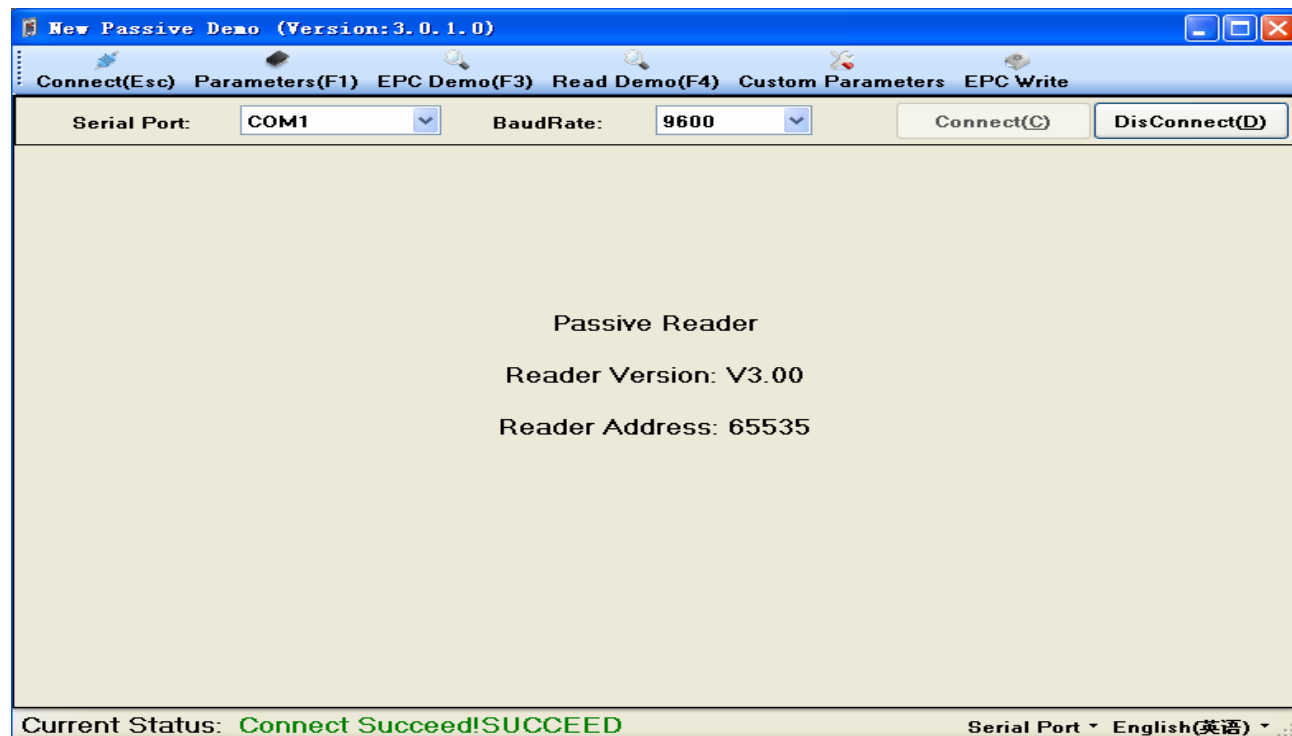 New Passive Demo (Version:3.0.1.0)
Connect(Esc) Parameters(F1) EPC Demo(F3) Read Demo(F4) Custom Parameters EPC Write
Serial Port: COM1 BaudRate: 9600 Connect(C) DisConnect(D)
Passive Reader
Reader Version: V3.00
Reader Address: 65535
Current Status: Connect Succeed!SUCCEED Serial Port English(英语)